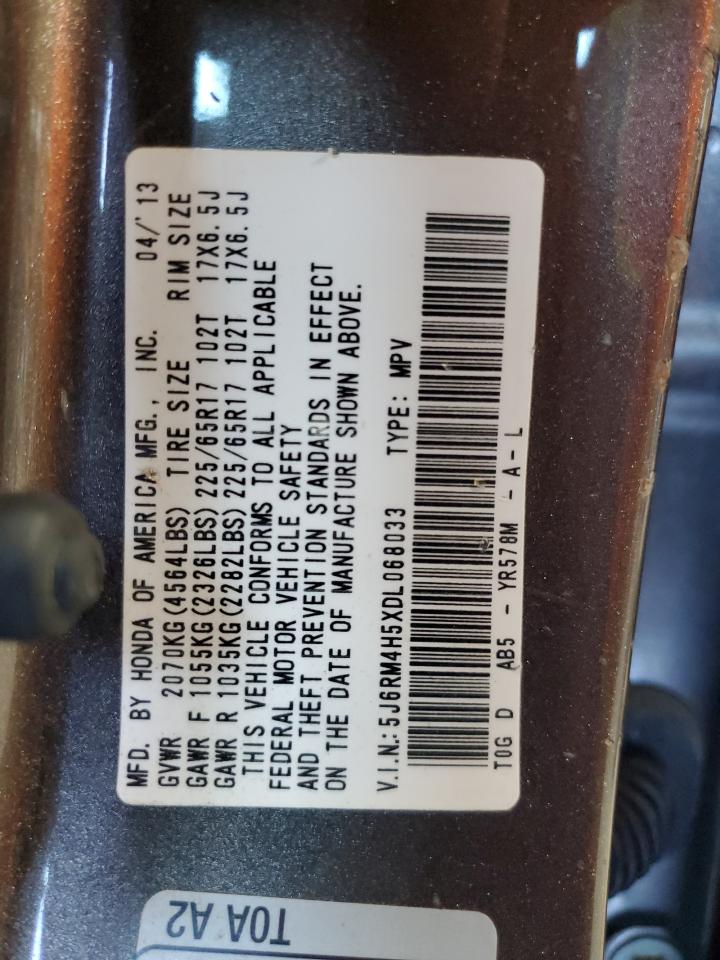 MFD. BY HONDA OF AMERICA MFG., INC. 04/'13
GVWR 2070KG(4564LBS) TIRE SIZE RIM SIZE
GAWR F 1055KG(2326LBS) 225/65R17 102T 17X6.5J
GAWR R 1035KG(2282LBS) 225/65R17 102T 17X6.5J
THIS VEHICLE CONFORMS TO ALL APPLICABLE
FEDERAL MOTOR VEHICLE SAFETY
AND THEFT PREVENTION STANDARDS IN EFFECT
ON THE DATE OF MANUFACTURE SHOWN ABOVE.
V.I.N.:5J6RM4H5XDL068033 TYPE: MPV
T0G D AB5 - YR578M - A - L
T0A A2